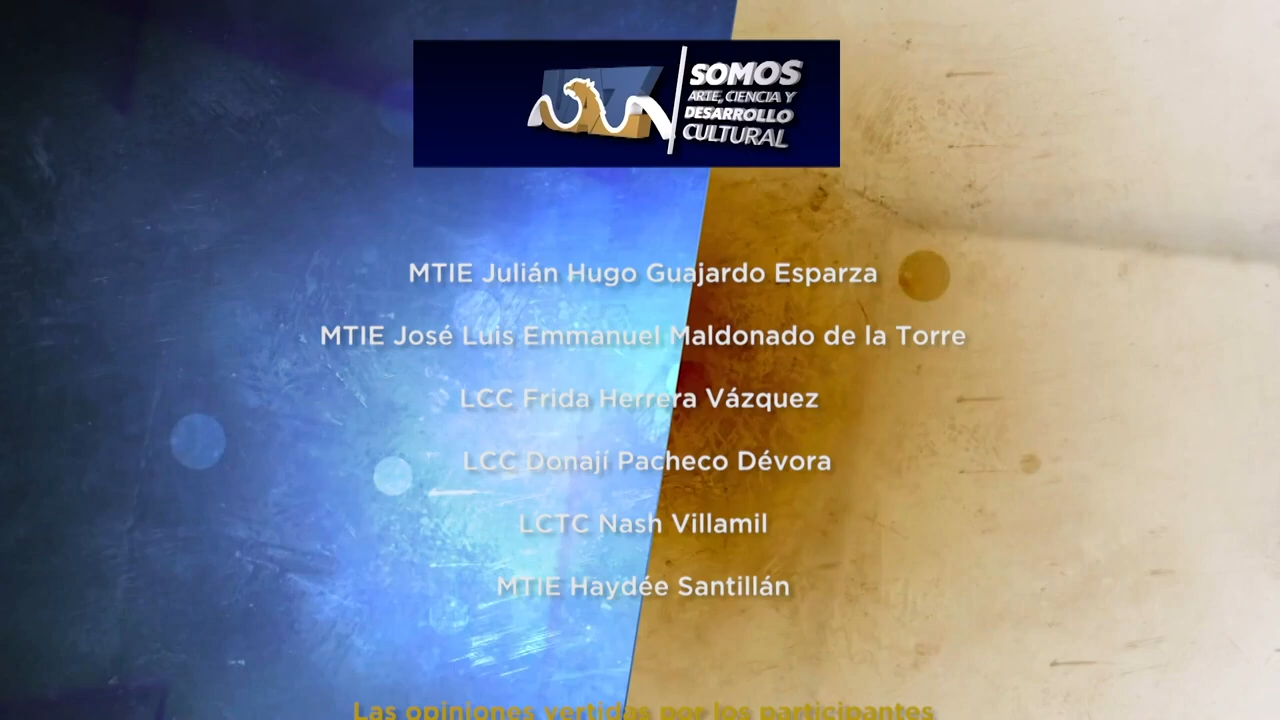 SOMOS
ARTE, CIENCIA Y
DESARROLLO
CULTURAL
MTIE Julián Hugo Guajardo Esparza
MTIE José Luis Emmanuel Maldonado de la Torre
LCC Frida Herrera Vázquez
LCC Donají Pacheco Dévora
LCTC Nash Villamil
MTIE Haydée Santillán
Las opiniones vertidas por los participantes